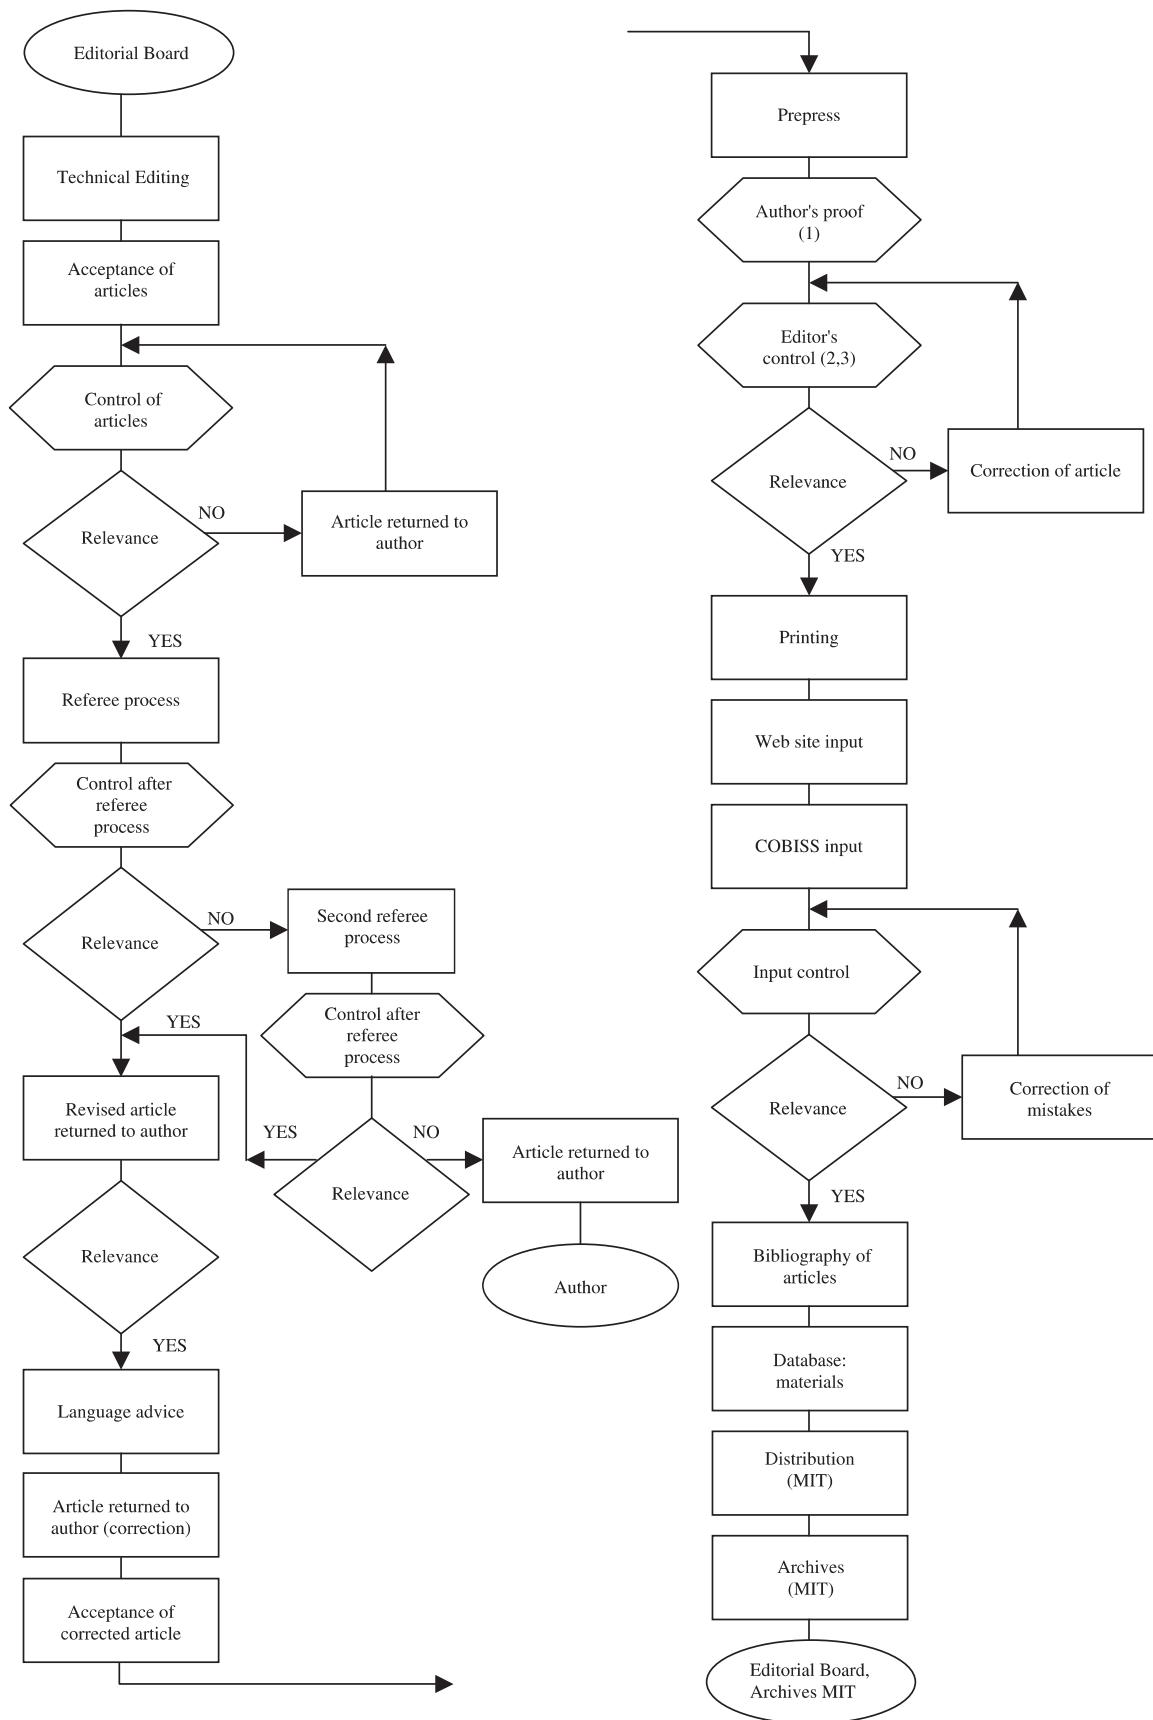 Editorial Board
Technical Editing
Acceptance of
articles
Control of
articles
Relevance
NO
Article returned to
author
YES
Referee process
Control after
referee
process
Relevance
NO
Second referee
process
Control after
referee
process
YES
Revised article
returned to author
YES
Relevance
NO
Article returned to
author
Author
Relevance
YES
Language advice
Article returned to
author (correction)
Acceptance of
corrected article
Prepress
Author's proof
(1)
Editor's
control (2,3)
Relevance
NO
Correction of article
YES
Printing
Web site input
COBISS input
Input control
Relevance
NO
Correction of
mistakes
YES
Bibliography of
articles
Database:
materials
Distribution
(MIT)
Archives
(MIT)
Editorial Board,
Archives MIT